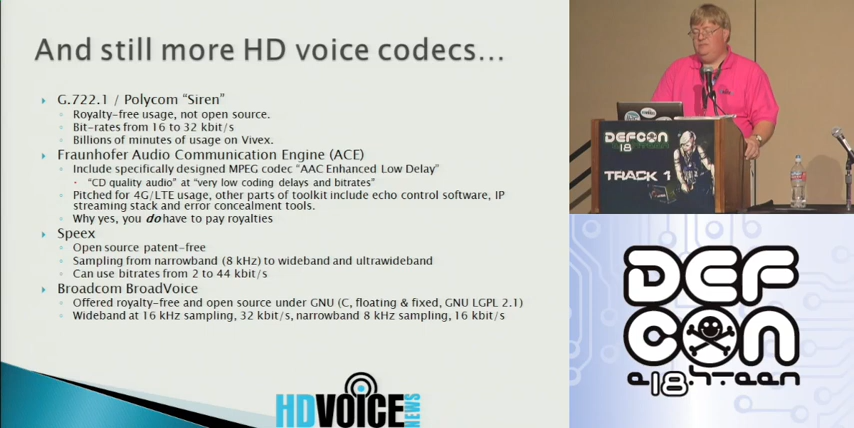 And still more HD voice codecs...
G.722.1 / Polycom “Siren”
Royalty-free usage, not open source.
Bit-rates from 16 to 32 kbit/s
Billions of minutes of usage on Vivex.
Fraunhofer Audio Communication Engine (ACE)
Include specifically designed MPEG codec “AAC Enhanced Low Delay”
“CD quality audio” at “very low coding delays and bitrates”
Pitched for 4G/LTE usage, other parts of toolkit include echo control software, IP
streaming stack and error concealment tools.
Why yes, you do have to pay royalties
Speex
Open source patent-free
Sampling from narrowband (8 kHz) to wideband and ultrawideband
Can use bitrates from 2 to 44 kbit/s
Broadcom BroadVoice
Offered royalty-free and open source under GNU (C, floating & fixed, GNU LGPL 2.1)
Wideband at 16 kHz sampling, 32 kbit/s, narrowband 8 kHz sampling, 16 kbit/s
HDVOICE
NEWS
DEFCON
18
TRACK 1
DEF
CON
e18h-teen